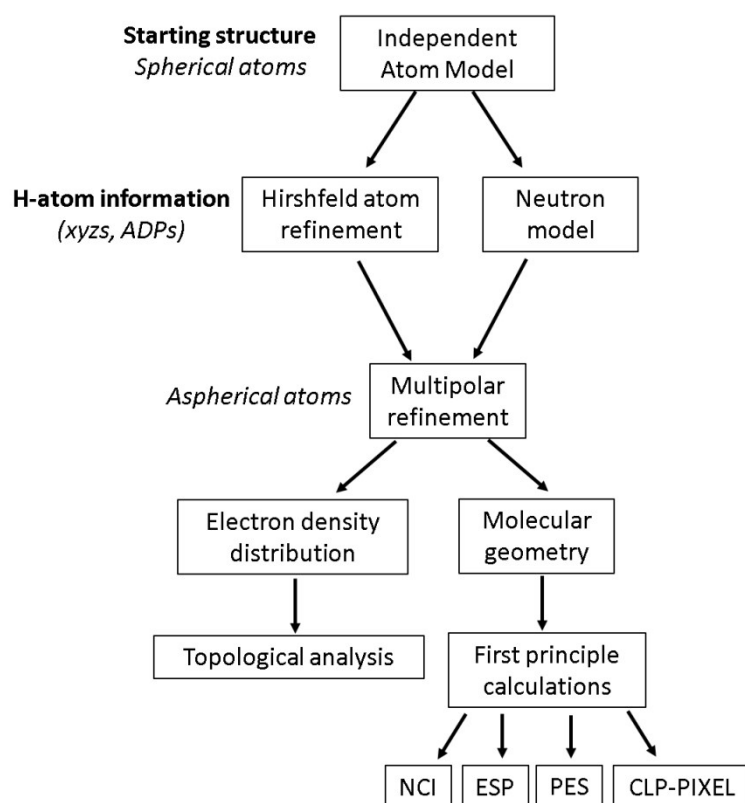 Starting structure
Spherical atoms
Independent
Atom Model
H-atom information
(xyzs, ADPs)
Hirshfeld atom
refinement
Neutron
model
Aspherical atoms
Multipolar
refinement
Electron density
distribution
Molecular
geometry
Topological analysis
First principle
calculations
NCI
ESP
PES
CLP-PIXEL